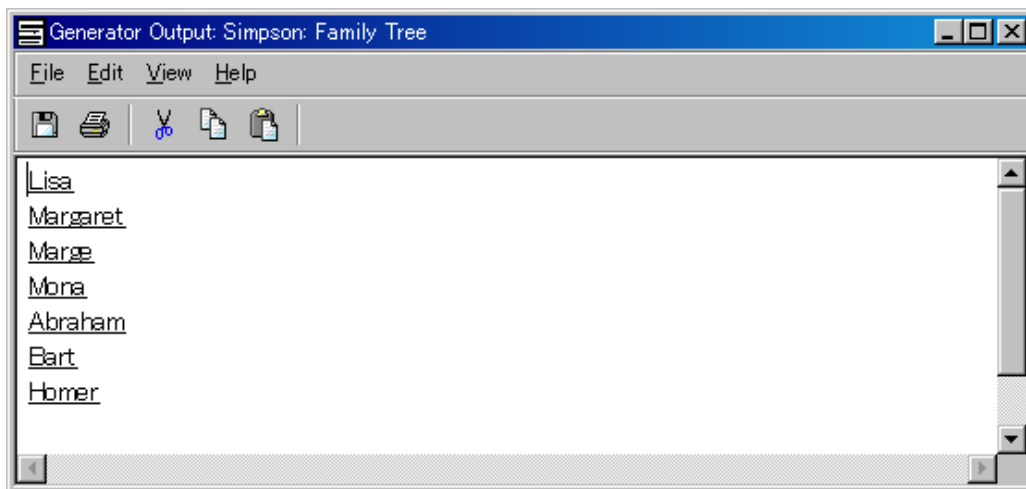 Generator Output: Simpson: Family Tree
File Edit View Help
Lisa
Margaret
Marge
Mona
Abraham
Bart
Homer